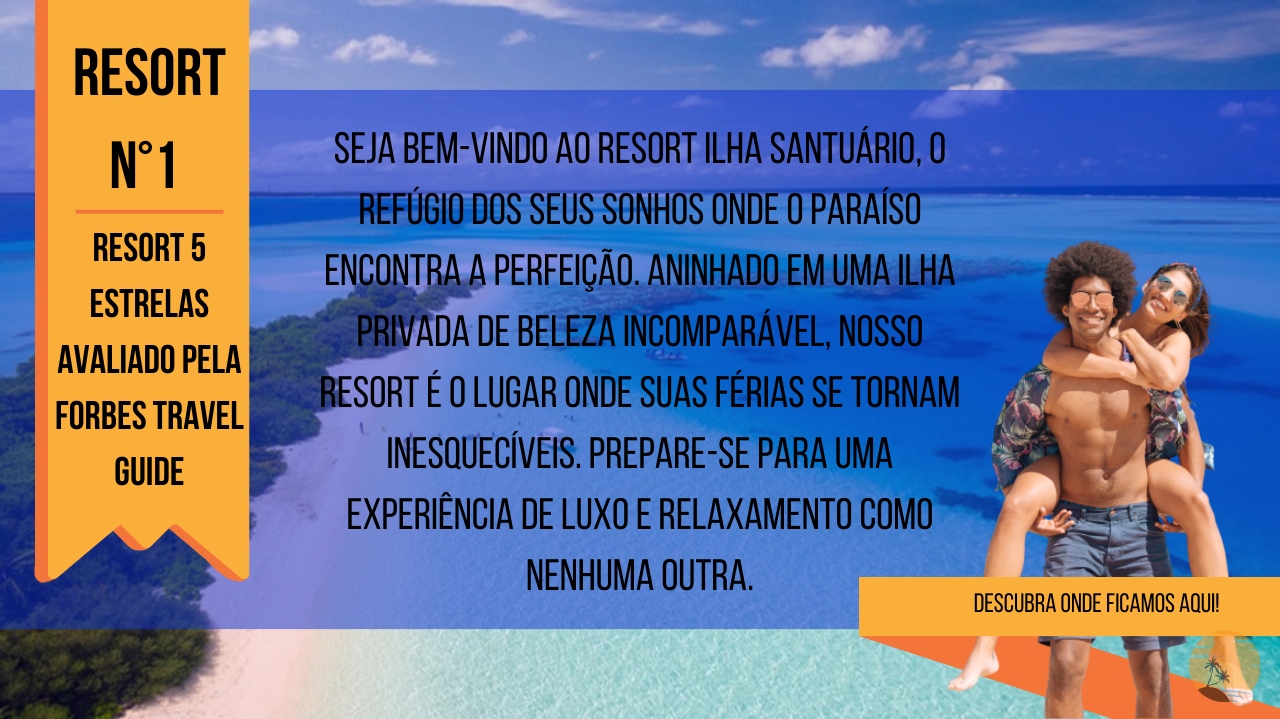 RESORT
N°1
RESORT 5
ESTRELAS
AVALIADO PELA
FORBES TRAVEL
GUIDE
SEJA BEM-VINDO AO RESORT ILHA SANTUÁRIO, O
REFÚGIO DOS SEUS SONHOS ONDE O PARAÍSO
ENCONTRA A PERFEIÇÃO. ANINHADO EM UMA ILHA
PRIVADA DE BELEZA INCOMPARÁVEL, NOSSO
RESORT É O LUGAR ONDE SUAS FÉRIAS SE TORNAM
INESQUECÍVEIS. PREPARE-SE PARA UMA
EXPERIÊNCIA DE LUXO E RELAXAMENTO COMO
NENHUMA OUTRA.
DESCUBRA ONDE FICAMOS AQUI!